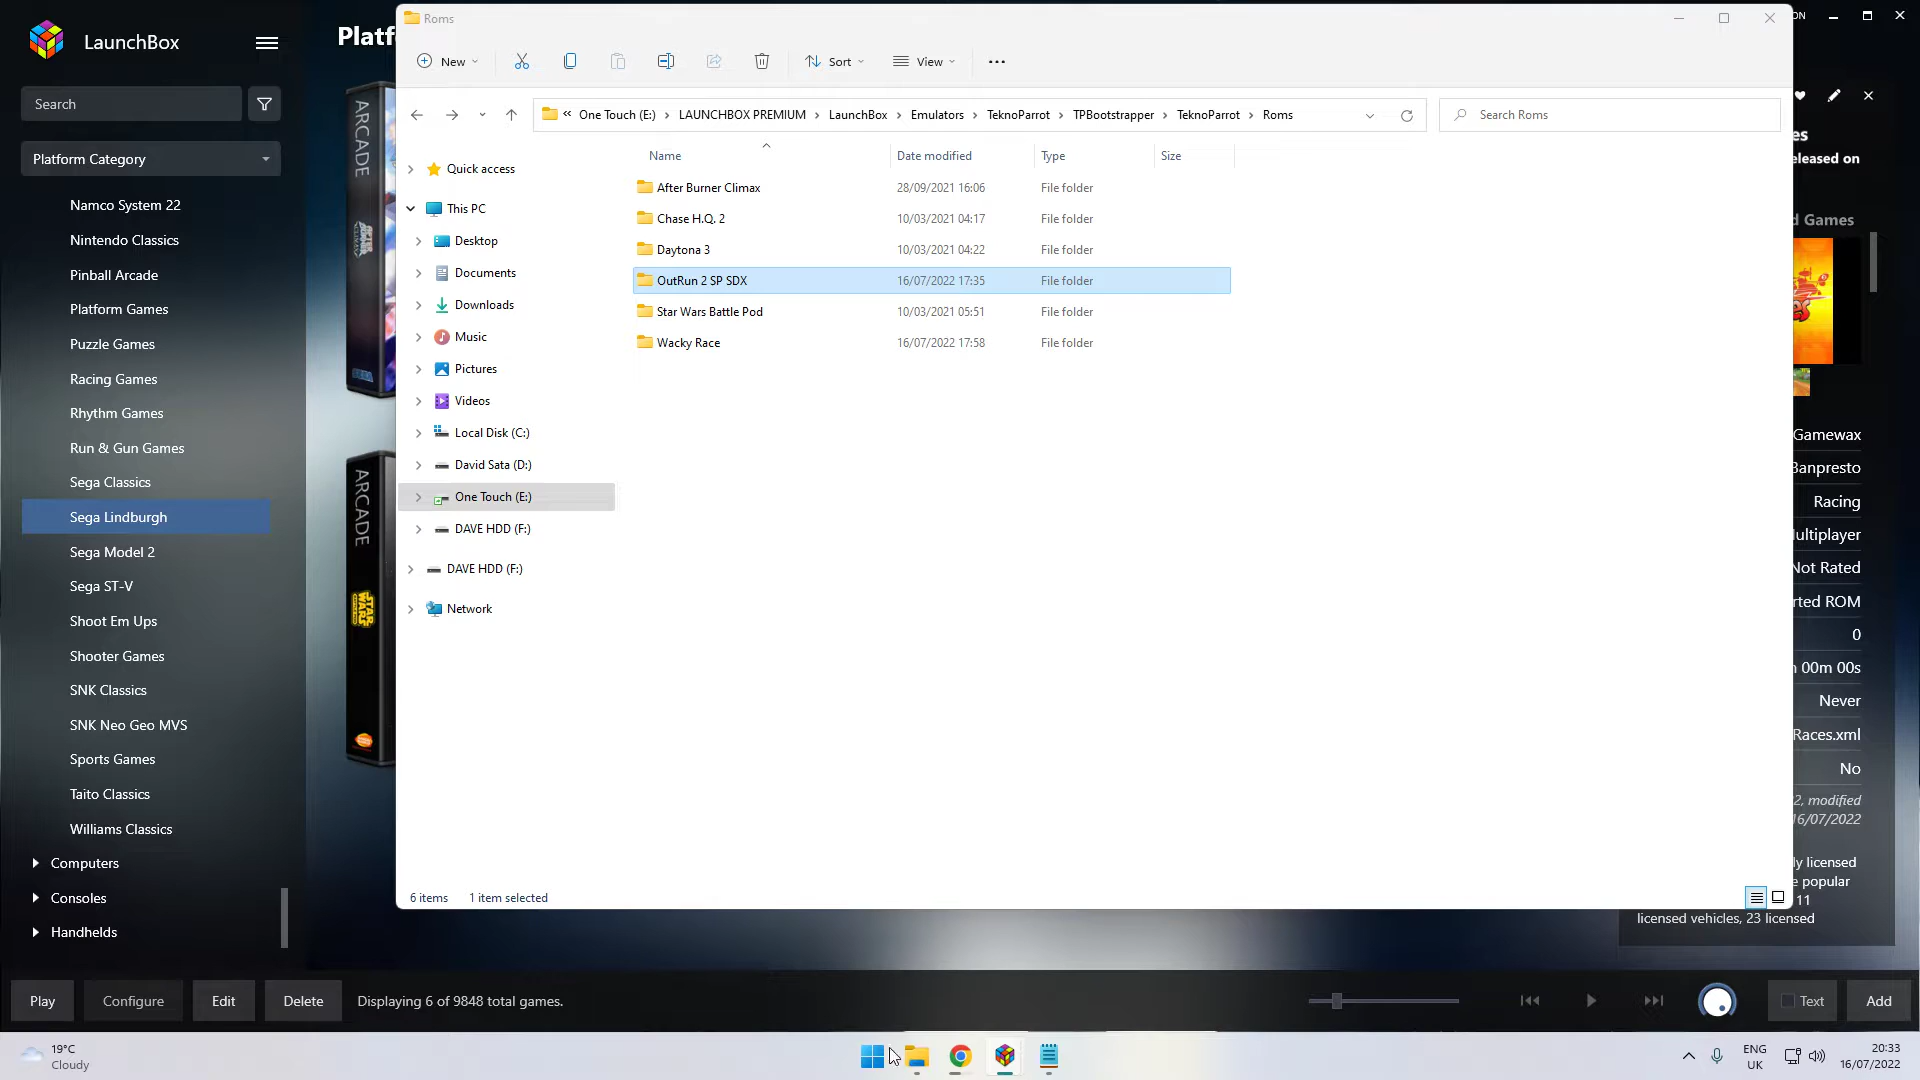 LaunchBox
Search
Platform Category
Namco System 22
Nintendo Classics
Pinball Arcade
Platform Games
Puzzle Games
Racing Games
Rhythm Games
Run & Gun Games
Sega Classics
Sega Lindburgh
Sega Model 2
Sega ST-V
Shoot Em Ups
Shooter Games
SNK Classics
SNK Neo Geo MVS
Sports Games
Taito Classics
Williams Classics
Computers
Consoles
Handhelds
Platf
ARCADE
AFTER BURNER CLIMAX
SEGA
ARCADE
STAR WARS
Roms
New
Sort
View
« One Touch (E:) > LAUNCHBOX PREMIUM > LaunchBox > Emulators > TeknoParrot > TPBootstrapper > TeknoParrot > Roms
Search Roms
Name Date modified Type Size
After Burner Climax 28/09/2021 16:06 File folder
Chase H.Q. 2 10/03/2021 04:17 File folder
Daytona 3 10/03/2021 04:22 File folder
OutRun 2 SP SDX 16/07/2022 17:35 File folder
Star Wars Battle Pod 10/03/2021 05:51 File folder
Wacky Race 16/07/2022 17:58 File folder
Quick access
This PC
Desktop
Documents
Downloads
Music
Pictures
Videos
Local Disk (C:)
David Sata (D:)
One Touch (E:)
DAVE HDD (F:)
DAVE HDD (F:)
Network
6 items 1 item selected
ON
es
eleased on
d Games
Gamewax
Banpresto
Racing
ultiplayer
Not Rated
rted ROM
0
00m 00s
Never
Races.xml
No
2, modified
16/07/2022
ly licensed
e popular
11
licensed vehicles, 23 licensed
Play
Configure
Edit
Delete
Displaying 6 of 9848 total games.
Text
Add
19°C
Cloudy
ENG
UK
20:33
16/07/2022